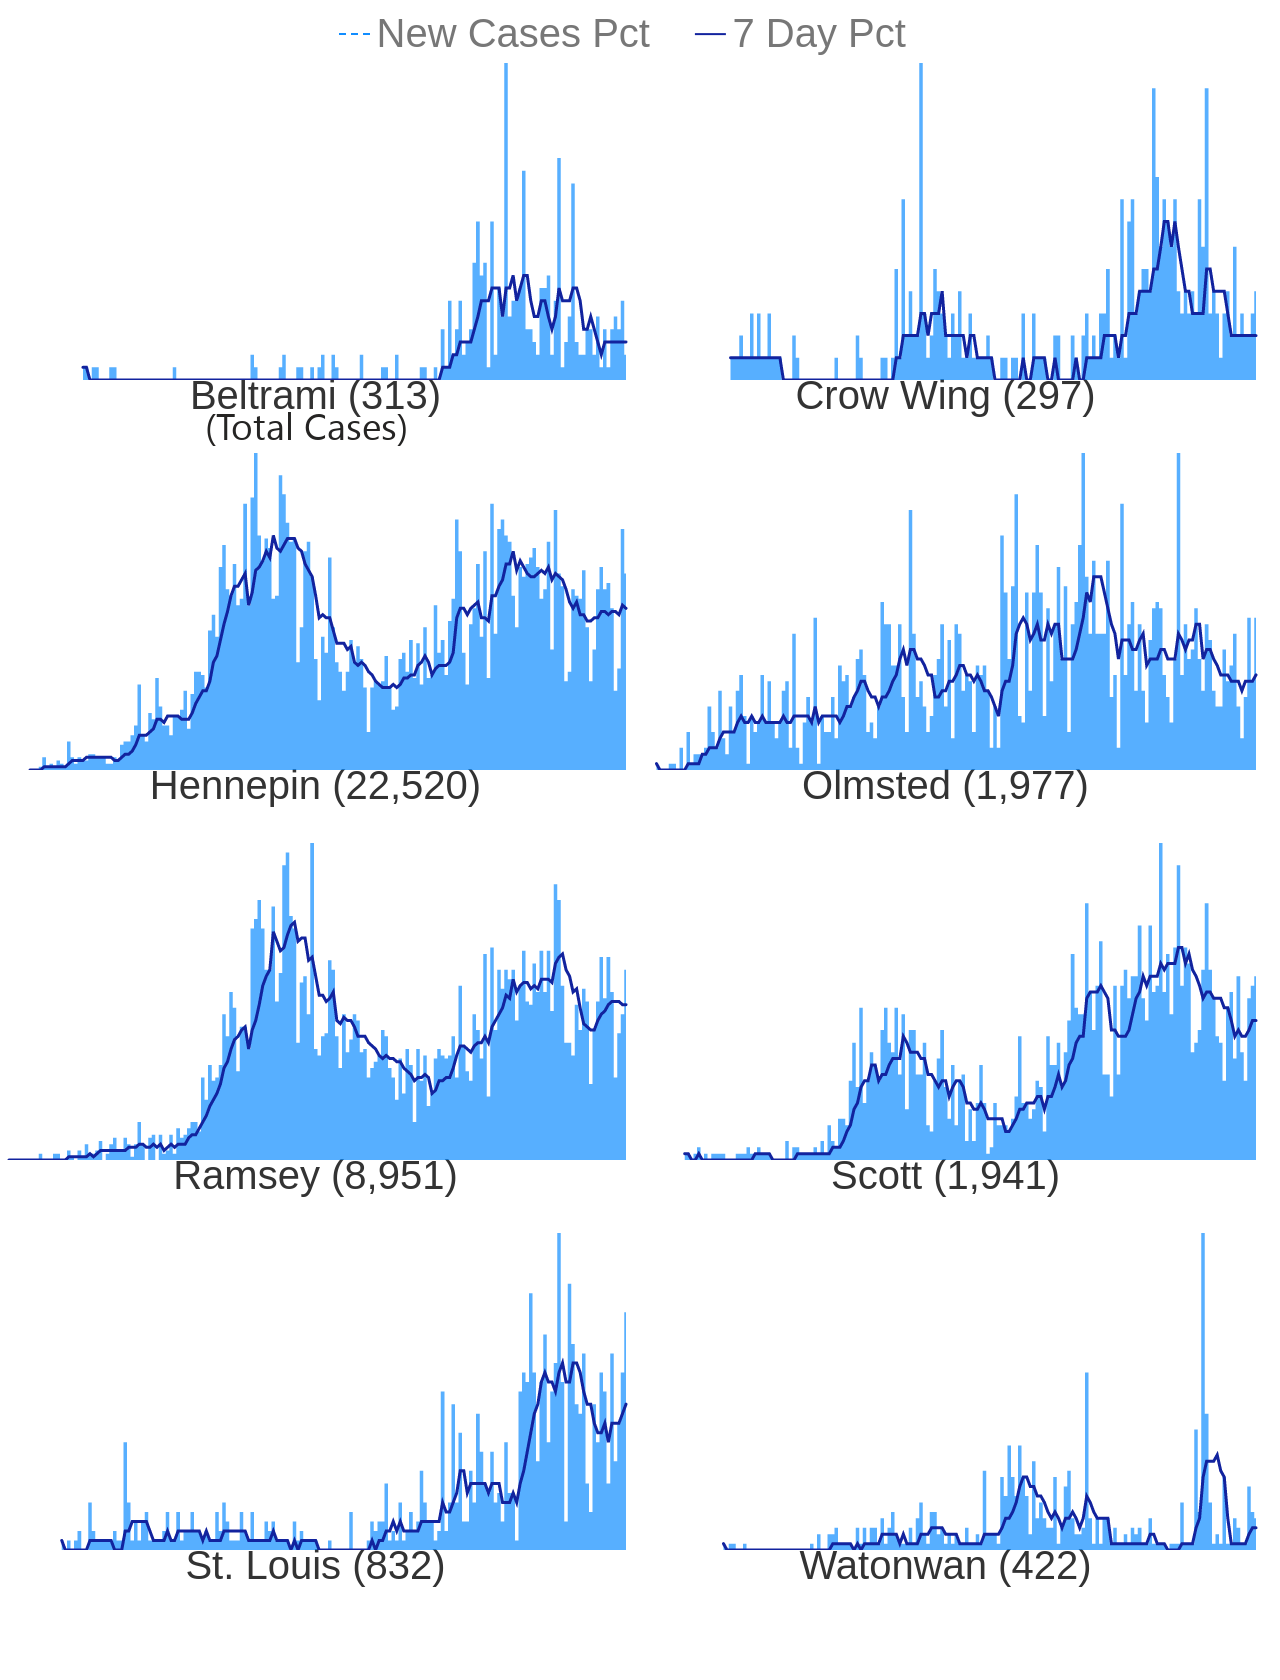 New Cases Pct 7 Day Pct
Beltrami (313) Crow Wing (297)
(Total Cases)
Hennepin (22,520) Olmsted (1,977)
Ramsey (8,951) Scott (1,941)
St. Louis (832) Watonwan (422)